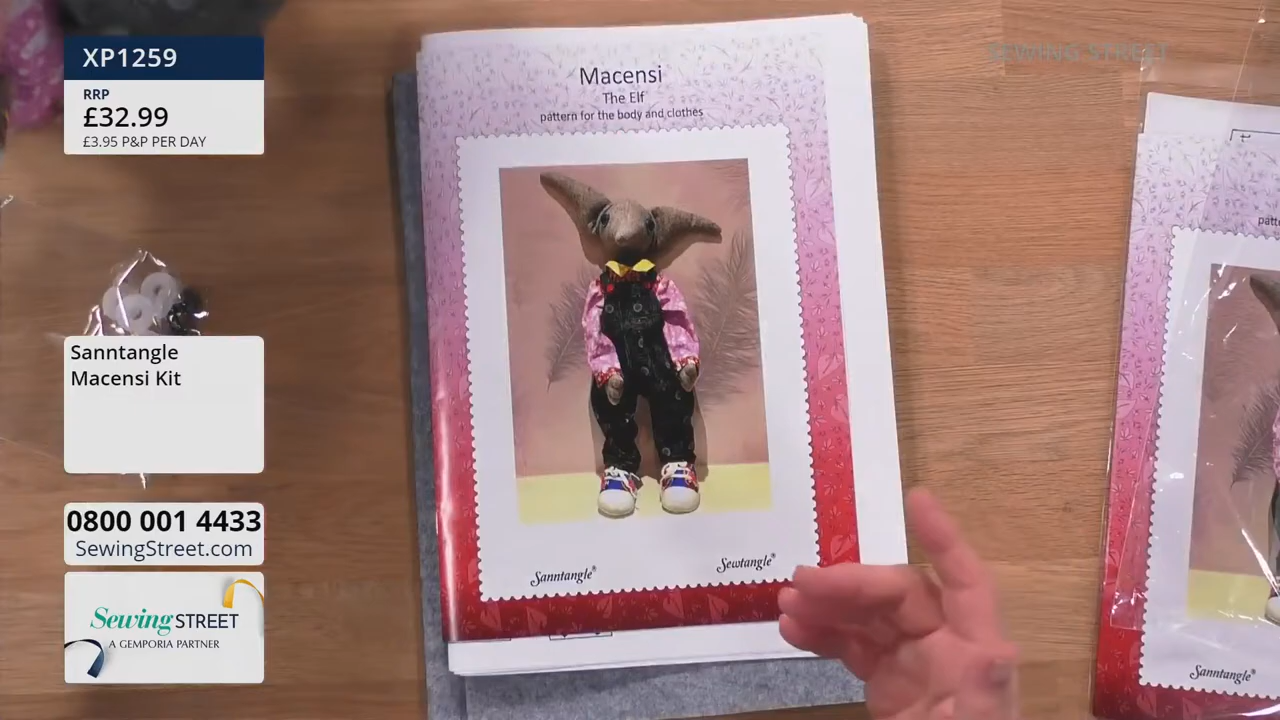 XP1259
RRP
£32.99
£3.95 P&P PER DAY
Sanntangle
Macensi Kit
0800 001 4433
SewingStreet.com
Sewing STREET
A GEMPORIA PARTNER
SEWING STREET
Macensi
The Elf
pattern for the body and clothes
Sanntangle®
Sewtangle®
Sanntangle®